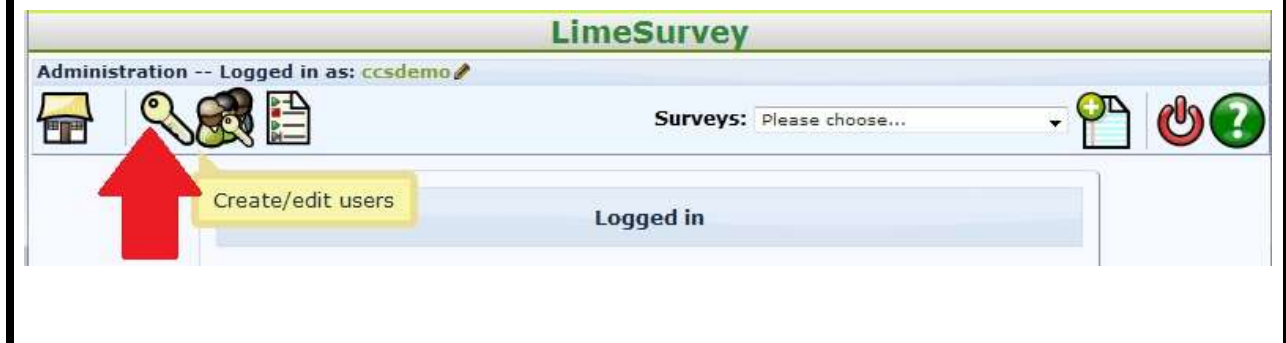 LimeSurvey
Administration -- Logged in as: ccsdemo
Surveys: Please choose...
?
Create/edit users
Logged in